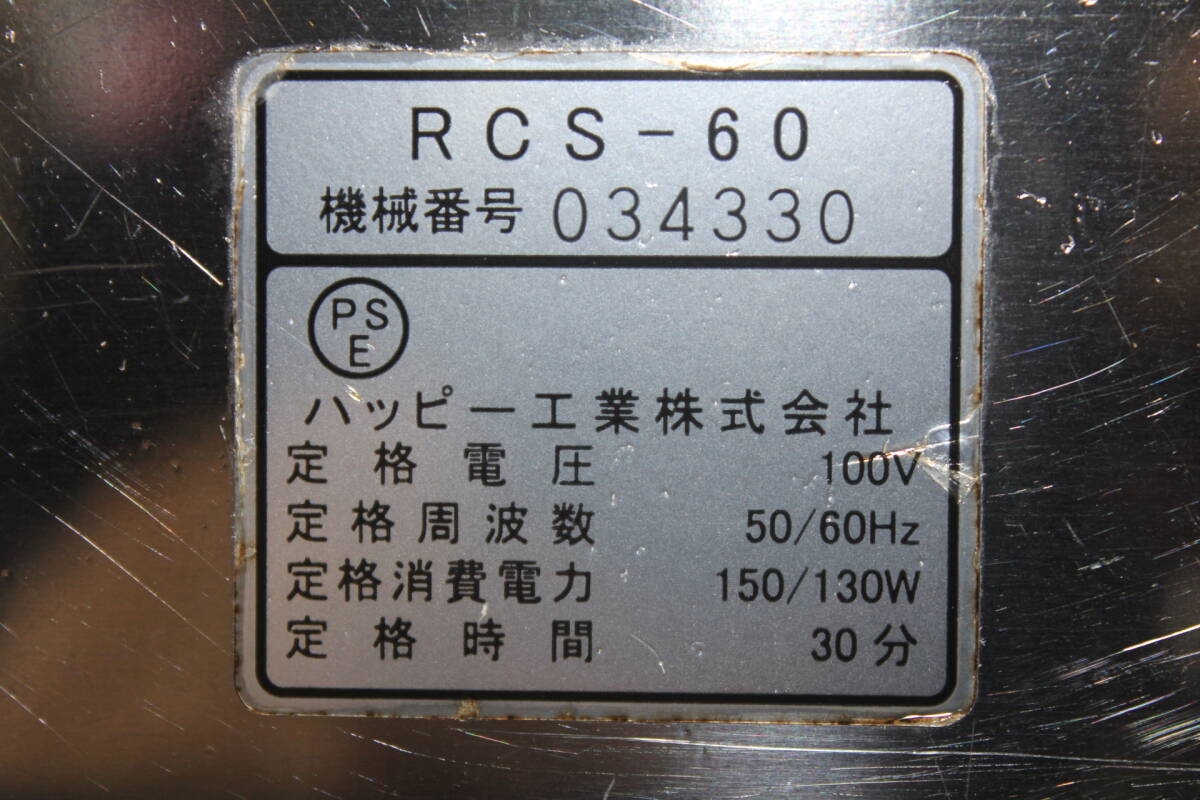 RCS-60
機械番号 034330
PS
E
ハッピー工業株式会社
定格電圧 100V
定格周波数 50/60Hz
定格消費電力 150/130W
定格時間 30分